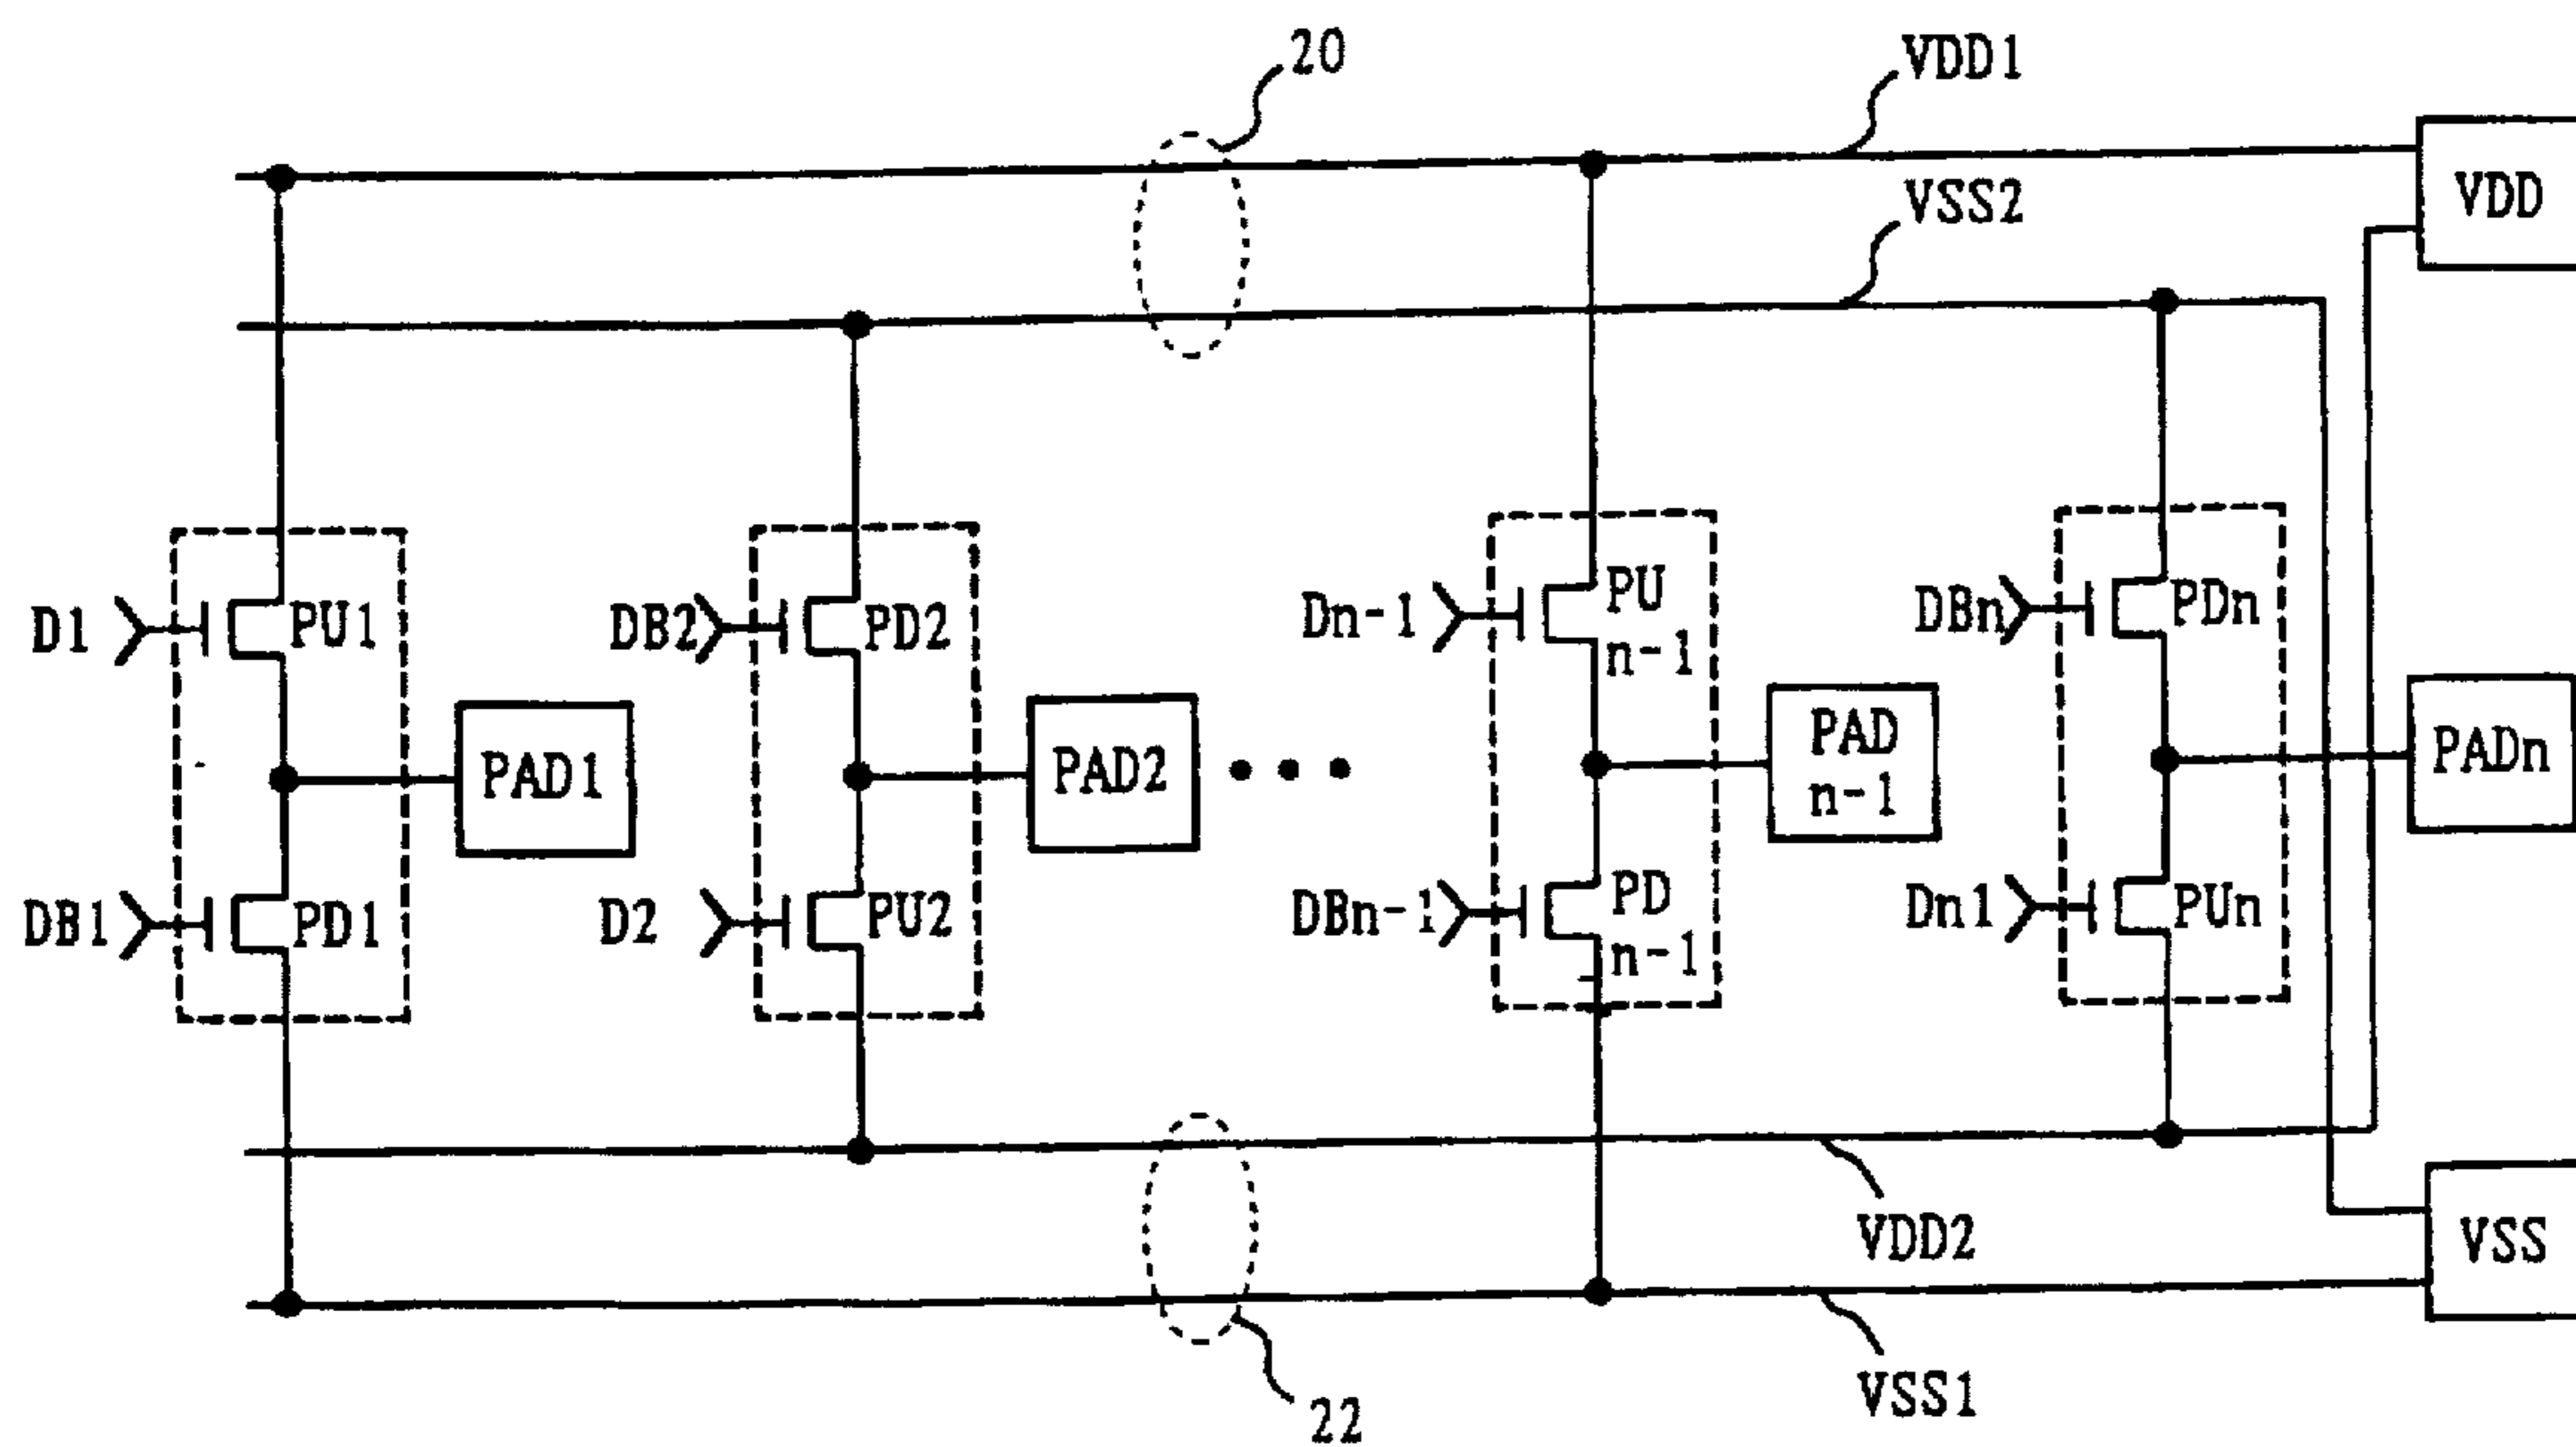 20
VDD1
VDD
VSS2
D1
PU1
DB2
PD2
Dn-1
PU
n-1
DBn
PDn
PAD1
PAD2
PAD
n-1
PADn
DB1
PD1
D2
PU2
DBn-1
PD
n-1
Dn1
PUn
VDD2
VSS
VSS1
22